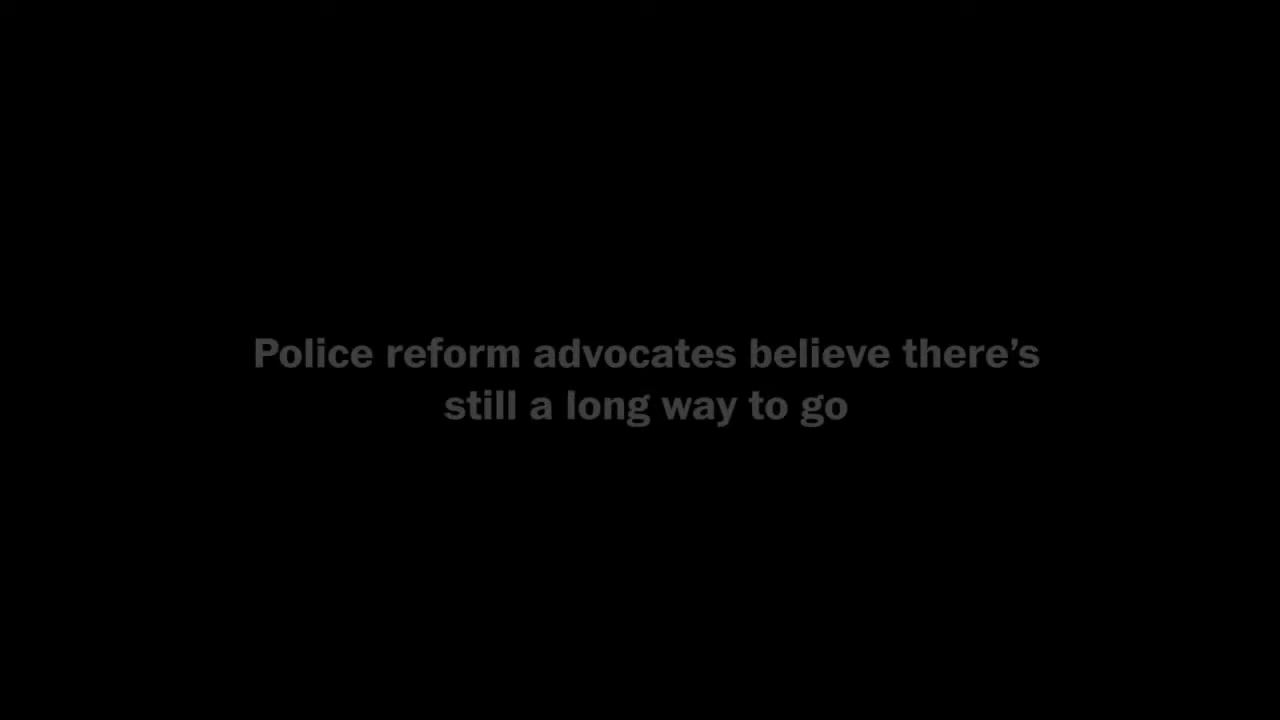 Police reform advocates believe there’s
still a long way to go